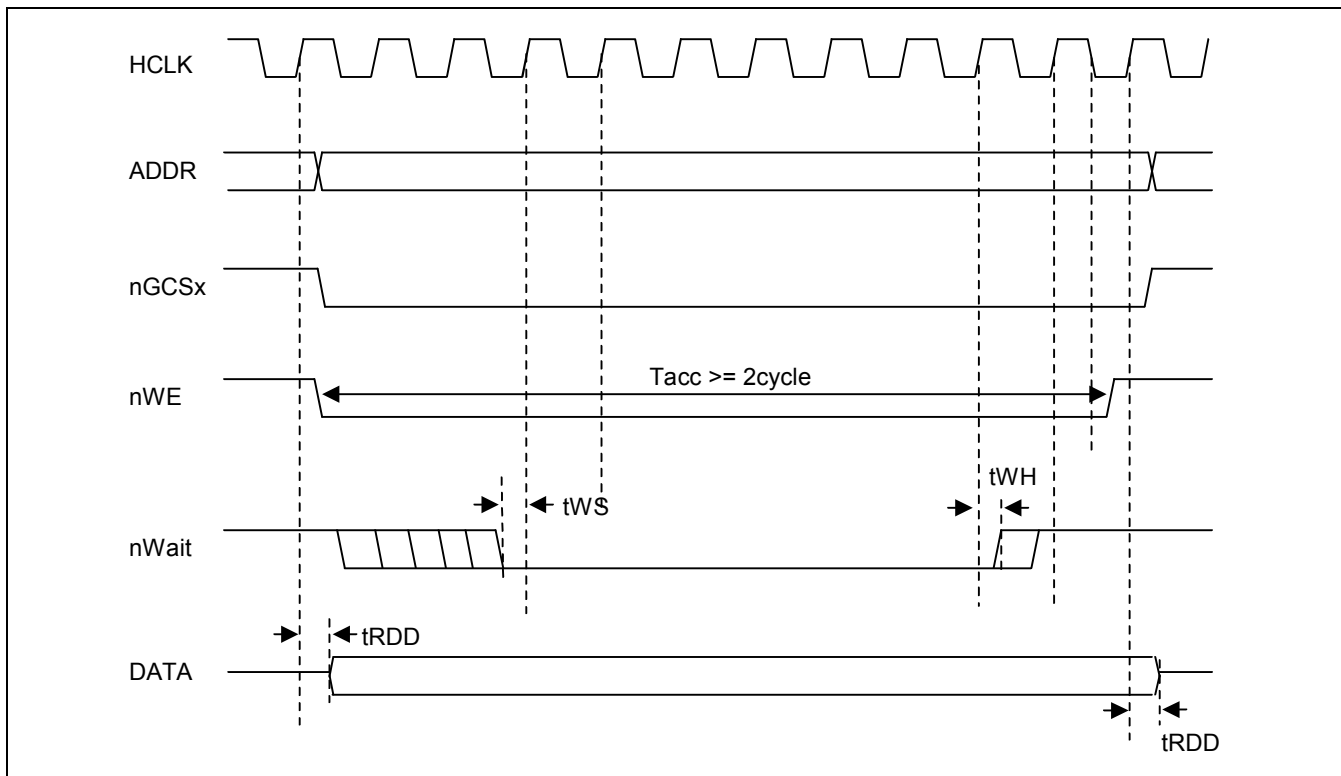 HCLK
ADDR
nGCSx
nWE
Tacc >= 2cycle
tWH
tWS
nWait
tRDD
DATA
tRDD